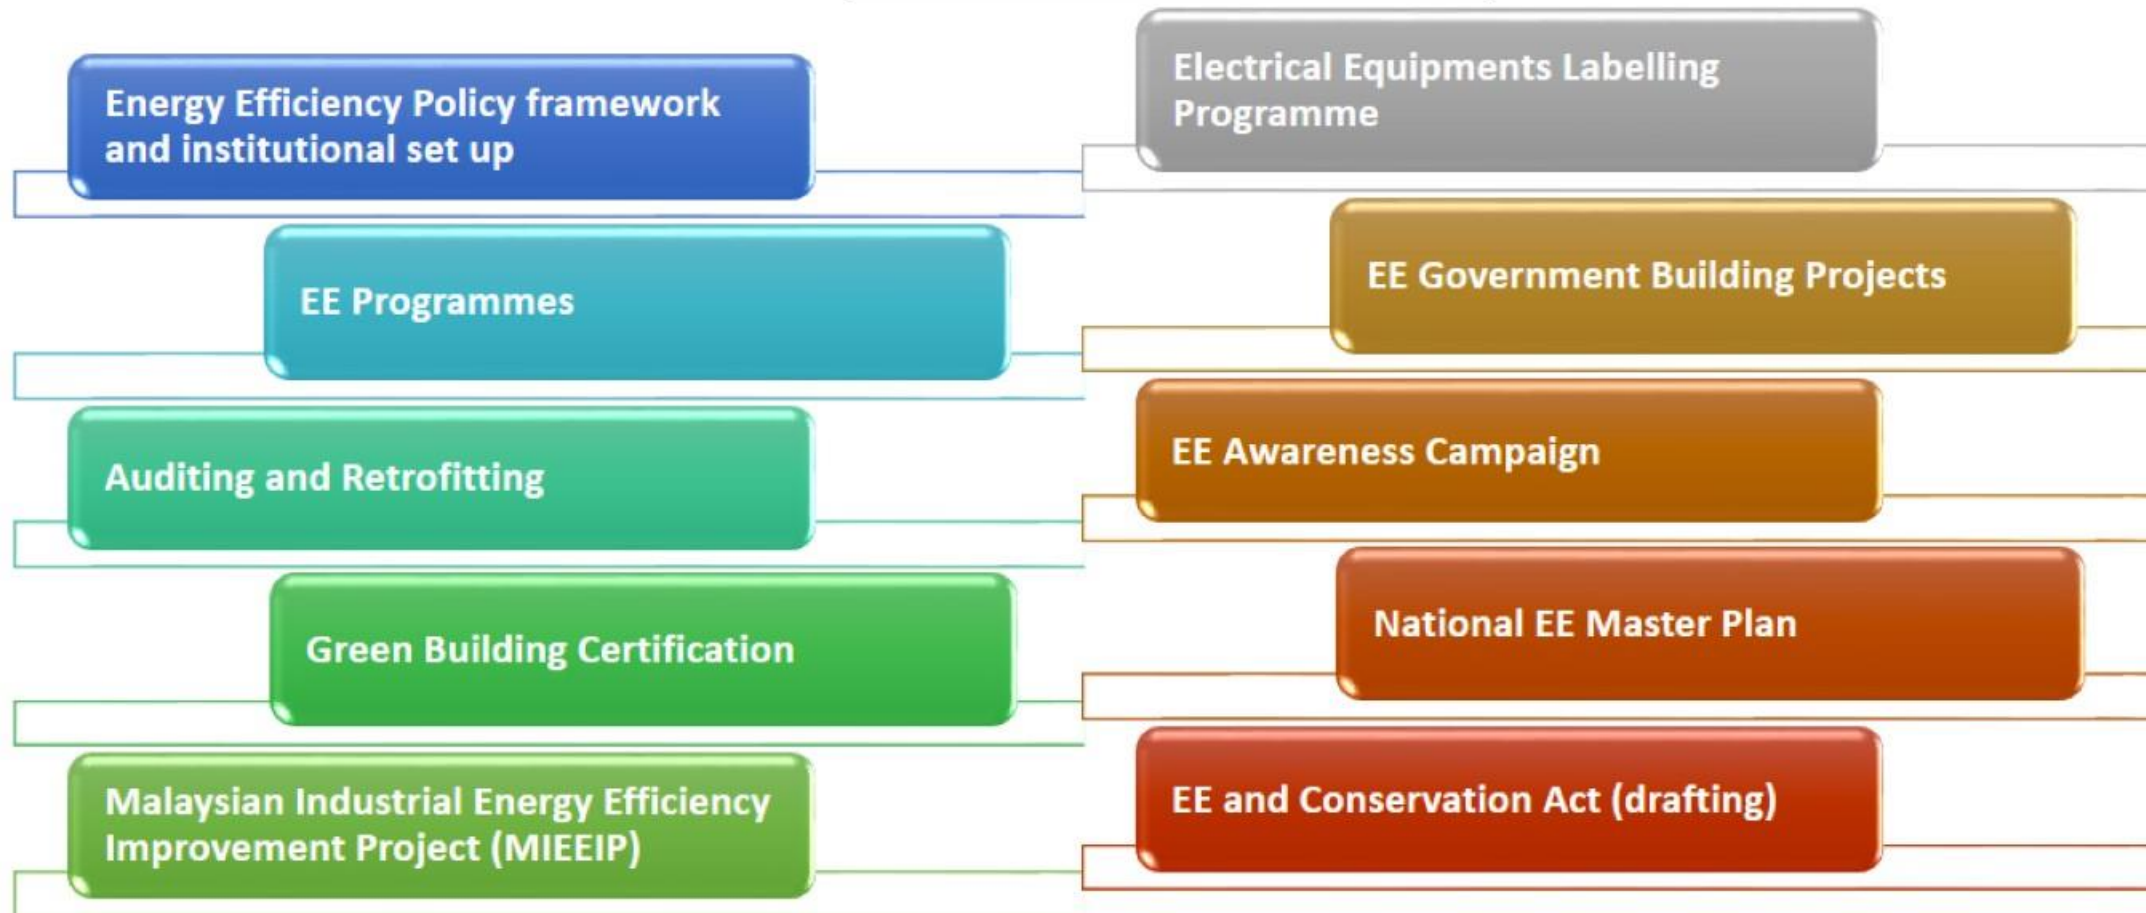 Energy Efficiency Policy framework
and institutional set up
EE Programmes
Auditing and Retrofitting
Green Building Certification
Malaysian Industrial Energy Efficiency
Improvement Project (MIEEIP)
Electrical Equipments Labelling
Programme
EE Government Building Projects
EE Awareness Campaign
National EE Master Plan
EE and Conservation Act (drafting)